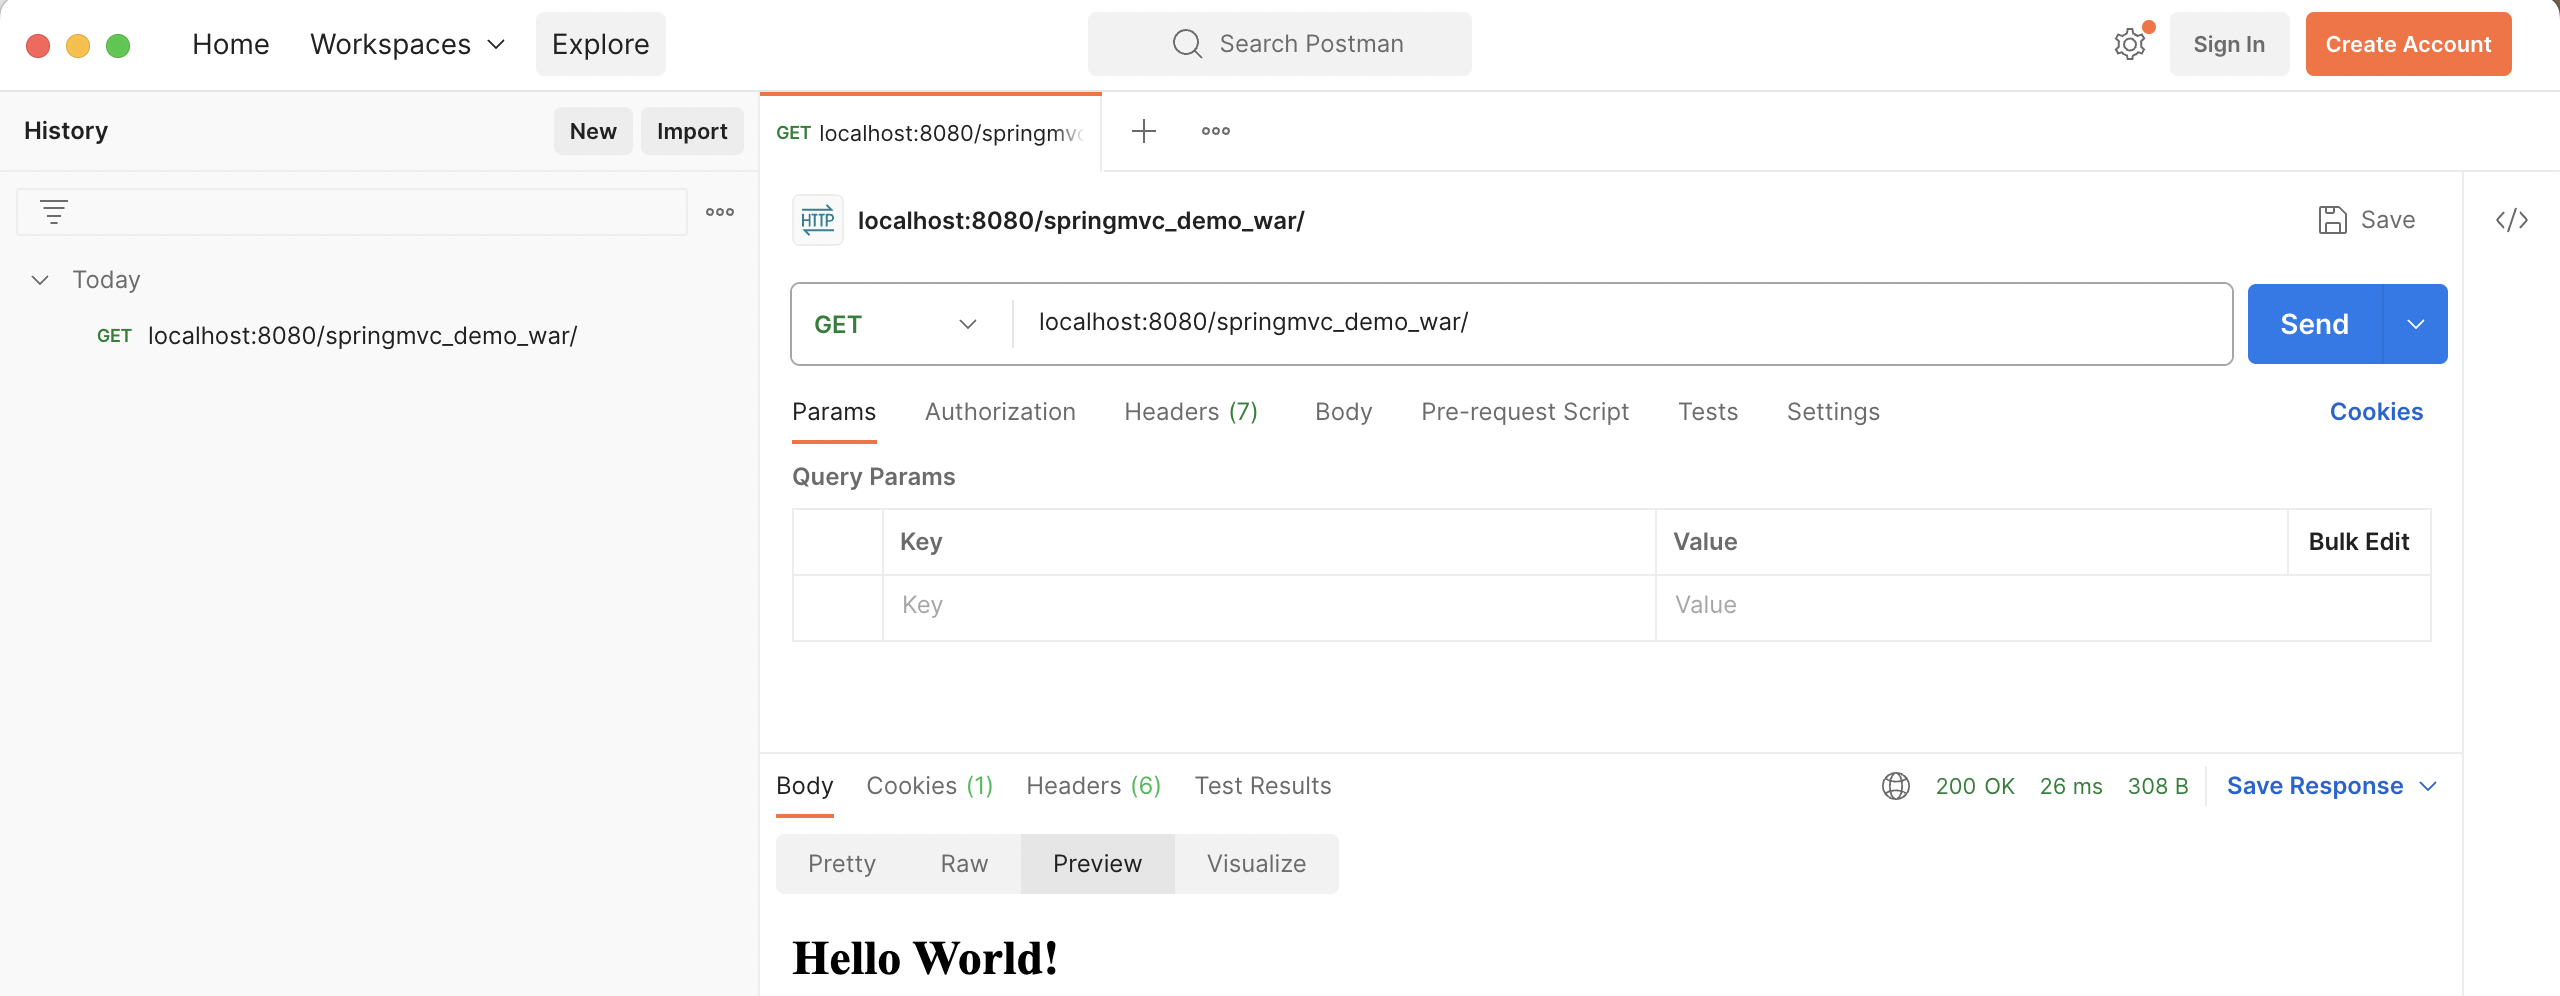 Home Workspaces Explore Search Postman Sign In Create Account
History New Import
GET localhost:8080/springmvc
Today
GET localhost:8080/springmvc_demo_war/
HTTP localhost:8080/springmvc_demo_war/ Save </>
GET localhost:8080/springmvc_demo_war/ Send
Params Authorization Headers (7) Body Pre-request Script Tests Settings Cookies
Query Params
Key Value Bulk Edit
Key Value
Body Cookies (1) Headers (6) Test Results 200 OK 26 ms 308 B Save Response
Pretty Raw Preview Visualize
Hello World!